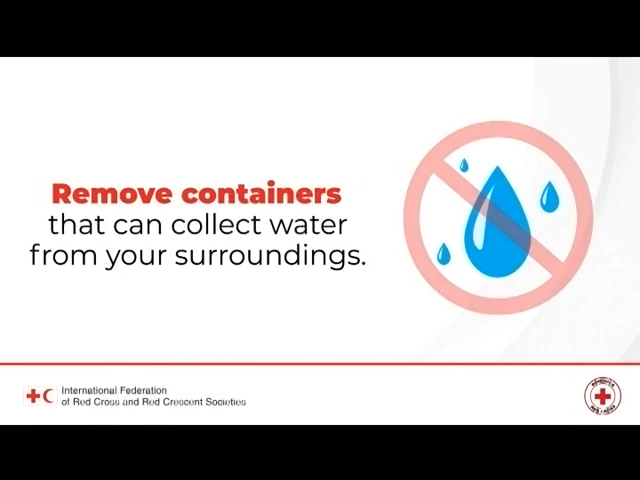 Remove containers
that can collect water
from your surroundings.
International Federation
of Red Cross and Red Crescent Societies